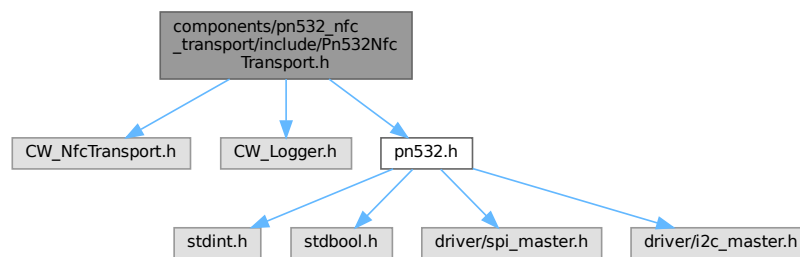 components/pn532_nfc
_transport/include/Pn532Nfc
Transport.h
CW_NfcTransport.h
CW_Logger.h
pn532.h
stdint.h
stdbool.h
driver/spi_master.h
driver/i2c_master.h